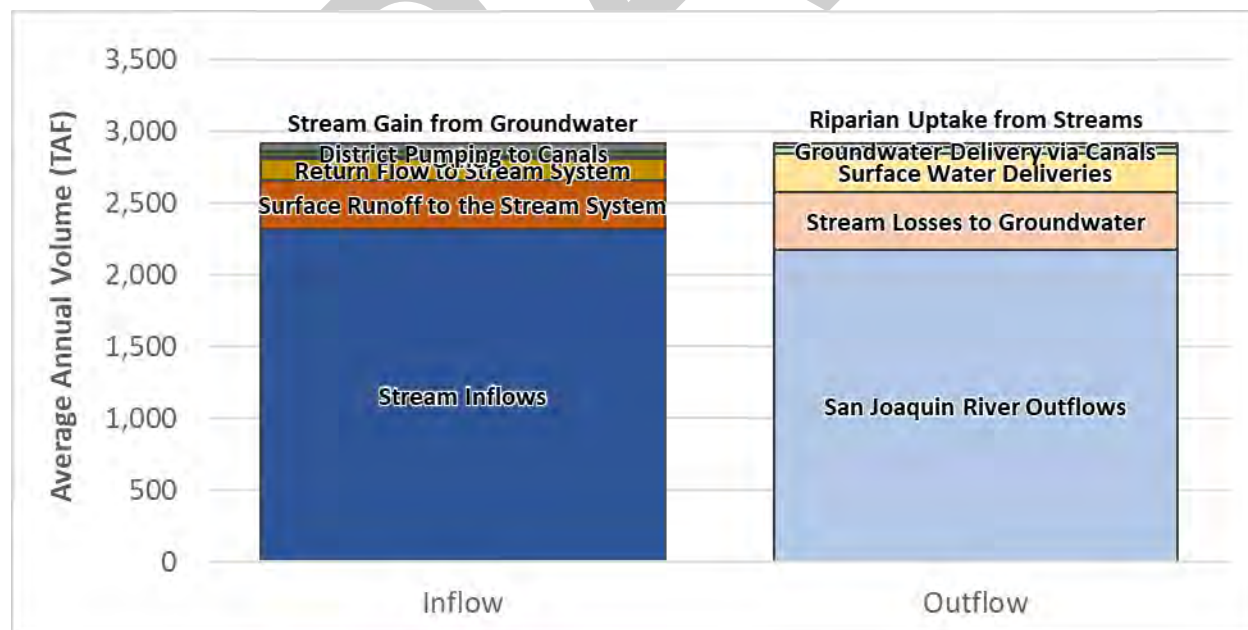 Average Annual Volume (TAF)
3,500
3,000
2,500
2,000
1,500
1,000
500
0
Stream Gain from Groundwater
District Pumping to Canals
Return Flow to Stream System
Surface Runoff to the Stream System
Stream Inflows
Riparian Uptake from Streams
Groundwater Delivery via Canals
Surface Water Deliveries
Stream Losses to Groundwater
San Joaquin River Outflows
Inflow
Outflow